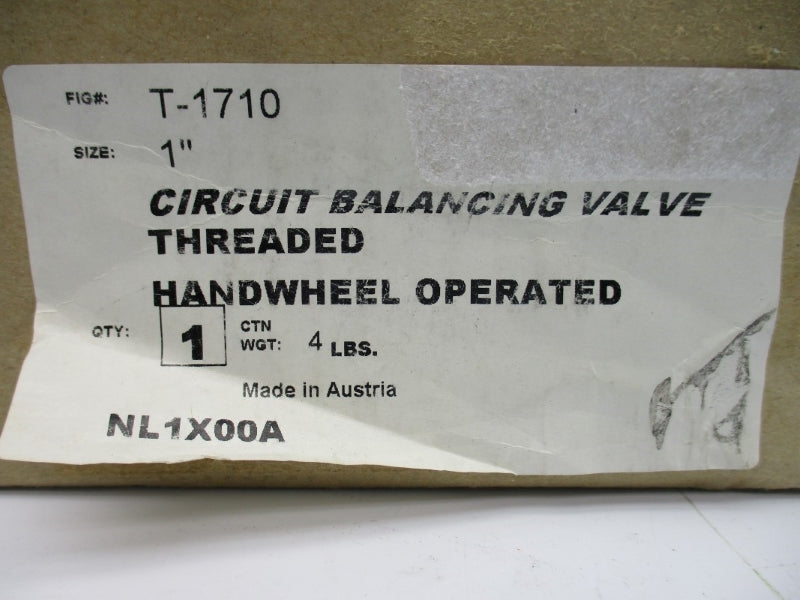 FIG#: T-1710
SIZE: 1"
CIRCUIT BALANCING VALVE
THREADED
HANDWHEEL OPERATED
QTY: 1 CTN WGT: 4 LBS.
Made in Austria
NL1X00A